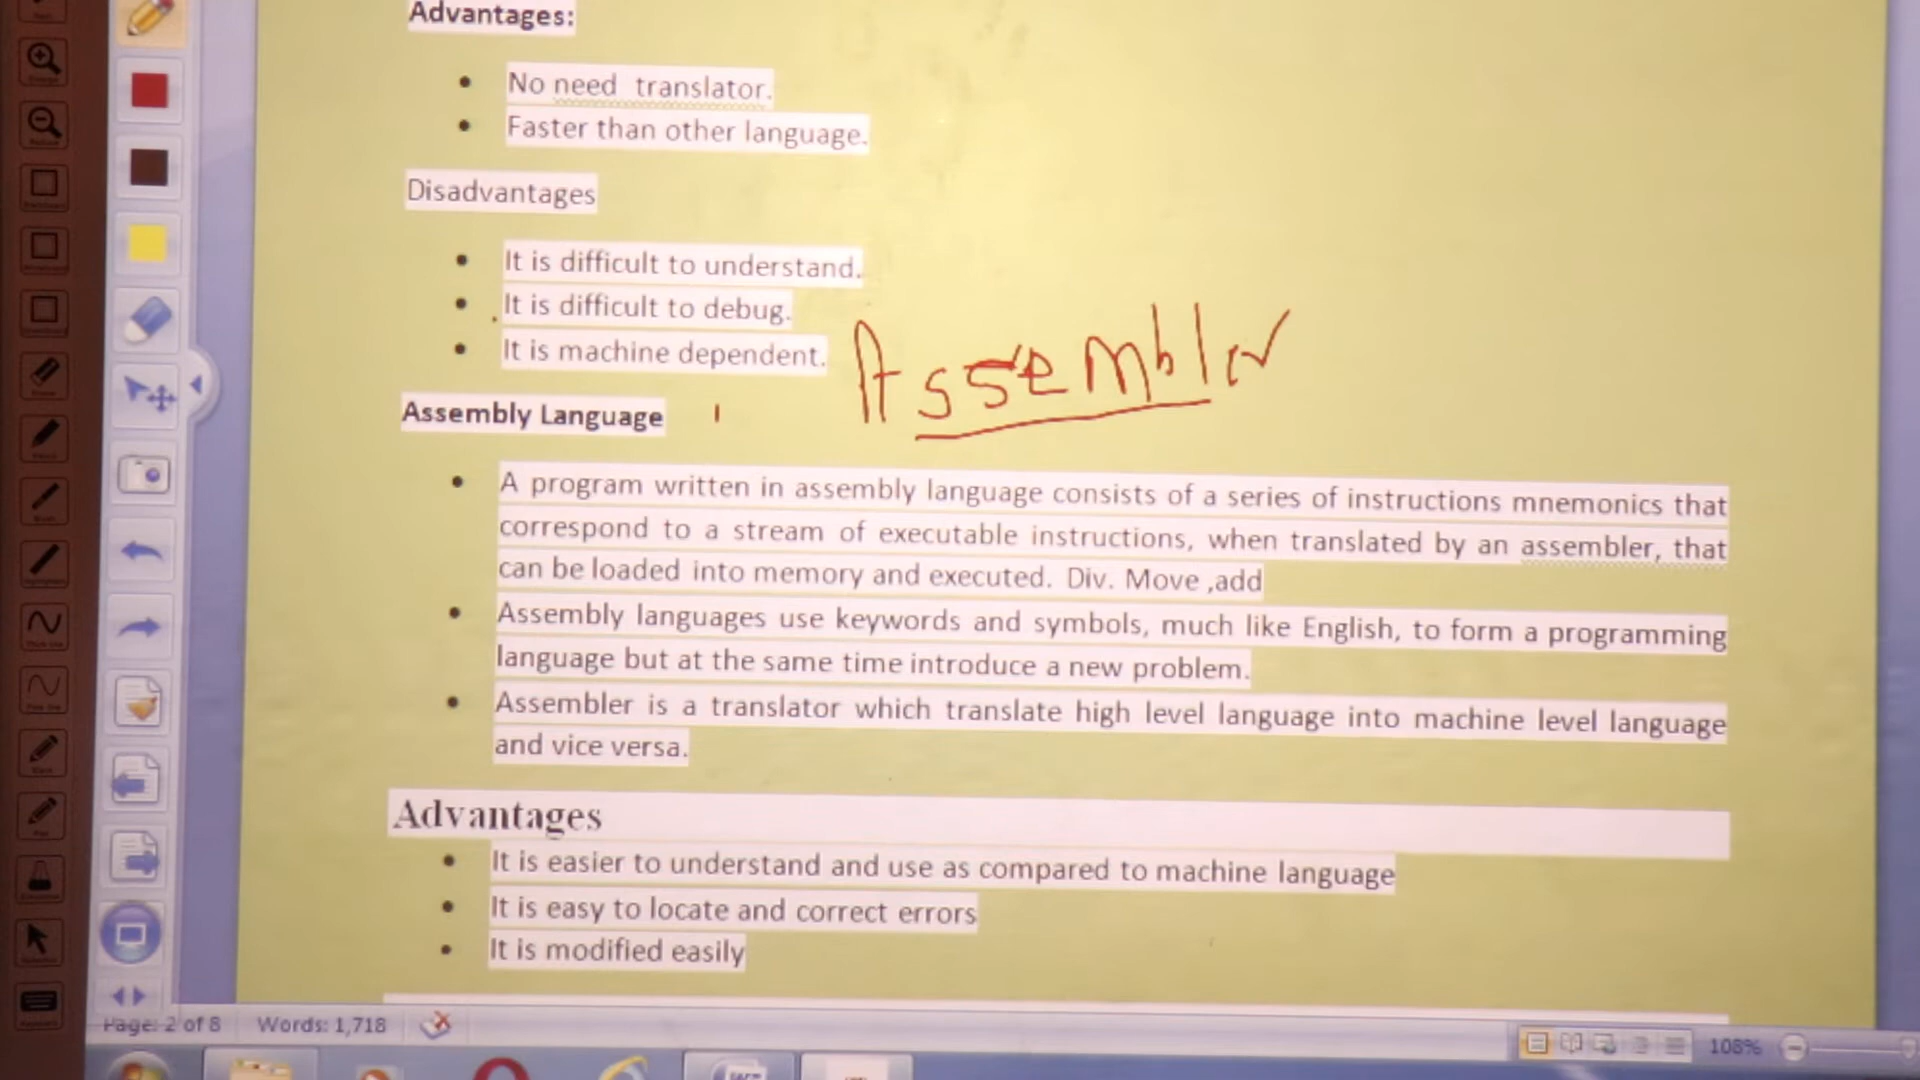 Advantages:
No need translator.
Faster than other language.
Disadvantages
It is difficult to understand.
It is difficult to debug.
It is machine dependent.
Assembler
Assembly Language
A program written in assembly language consists of a series of instructions mnemonics that
correspond to a stream of executable instructions, when translated by an assembler, that
can be loaded into memory and executed. Div. Move ,add
Assembly languages use keywords and symbols, much like English, to form a programming
language but at the same time introduce a new problem.
Assembler is a translator which translate high level language into machine level language
and vice versa.
Advantages
It is easier to understand and use as compared to machine language
It is easy to locate and correct errors
It is modified easily
Page: 2 of 8 Words: 1,718
108%